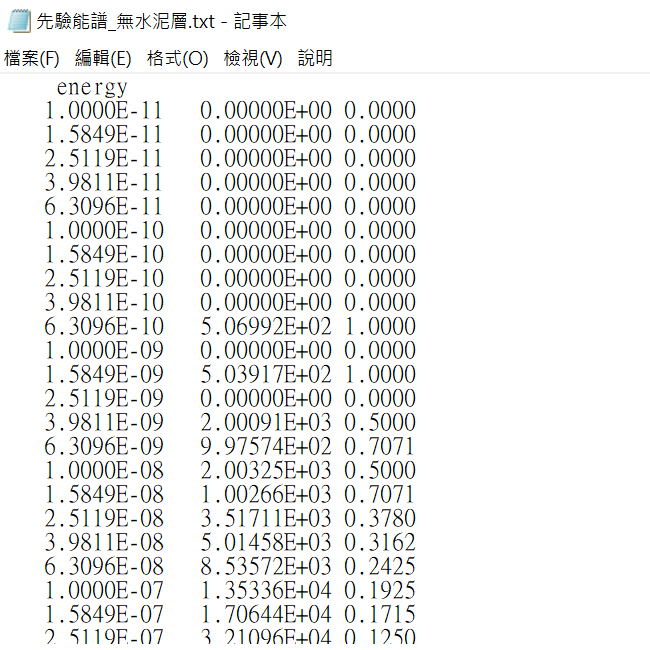 先驗能譜_無水泥層.txt - 記事本
檔案(F) 編輯(E) 格式(O) 檢視(V) 說明
energy
1.0000E-11 0.00000E+00 0.0000
1.5849E-11 0.00000E+00 0.0000
2.5119E-11 0.00000E+00 0.0000
3.9811E-11 0.00000E+00 0.0000
6.3096E-11 0.00000E+00 0.0000
1.0000E-10 0.00000E+00 0.0000
1.5849E-10 0.00000E+00 0.0000
2.5119E-10 0.00000E+00 0.0000
3.9811E-10 0.00000E+00 0.0000
6.3096E-10 5.06992E+02 1.0000
1.0000E-09 0.00000E+00 0.0000
1.5849E-09 5.03917E+02 1.0000
2.5119E-09 0.00000E+00 0.0000
3.9811E-09 2.00091E+03 0.5000
6.3096E-09 9.97574E+02 0.7071
1.0000E-08 2.00325E+03 0.5000
1.5849E-08 1.00266E+03 0.7071
2.5119E-08 3.51711E+03 0.3780
3.9811E-08 5.01458E+03 0.3162
6.3096E-08 8.53572E+03 0.2425
1.0000E-07 1.35336E+04 0.1925
1.5849E-07 1.70644E+04 0.1715
2.5119E-07 3.21096E+04 0.1250